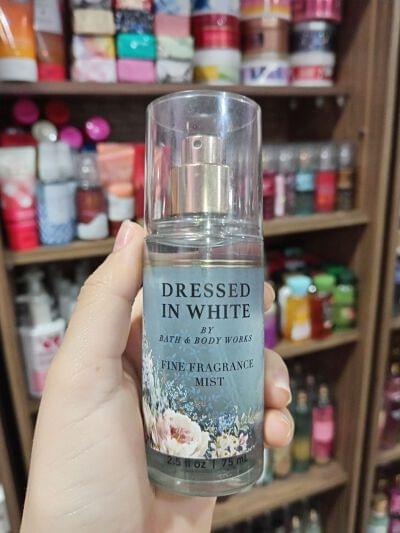 DRESSED
IN WHITE
BY
BATH & BODY WORKS
FINE FRAGRANCE
MIST
2.5 fl oz | 75 mL